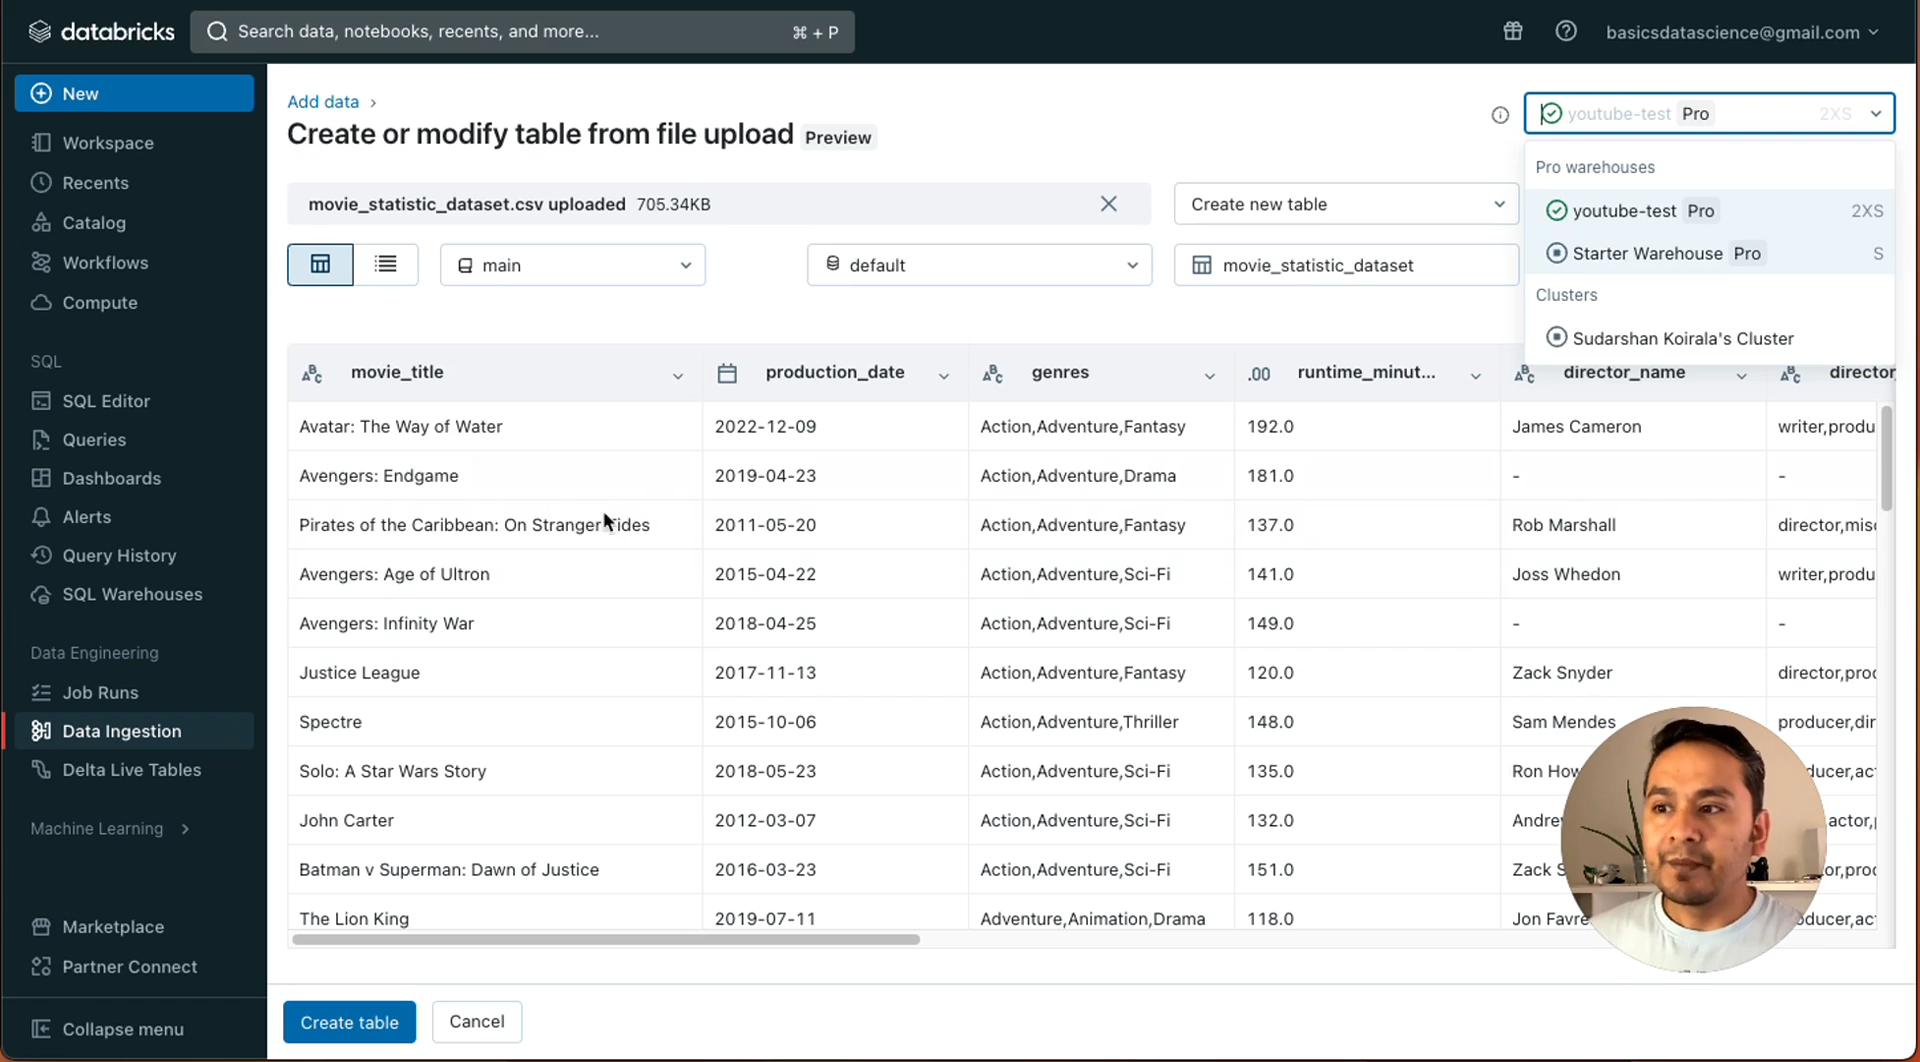 databricks
Search data, notebooks, recents, and more...
⌘ + P
basicsdatascience@gmail.com
New
Workspace
Recents
Catalog
Workflows
Compute
SQL
SQL Editor
Queries
Dashboards
Alerts
Query History
SQL Warehouses
Data Engineering
Job Runs
Data Ingestion
Delta Live Tables
Machine Learning
Marketplace
Partner Connect
Collapse menu
Add data ›
Create or modify table from file upload Preview
youtube-test Pro 2XS
Pro warehouses
youtube-test Pro 2XS
Starter Warehouse Pro S
Clusters
Sudarshan Koirala's Cluster
movie_statistic_dataset.csv uploaded 705.34KB
Create new table
main
default
movie_statistic_dataset
movie_title production_date genres .00 runtime_minut... director_name director
Avatar: The Way of Water 2022-12-09 Action,Adventure,Fantasy 192.0 James Cameron writer,produ
Avengers: Endgame 2019-04-23 Action,Adventure,Drama 181.0 - -
Pirates of the Caribbean: On Stranger Tides 2011-05-20 Action,Adventure,Fantasy 137.0 Rob Marshall director,misc
Avengers: Age of Ultron 2015-04-22 Action,Adventure,Sci-Fi 141.0 Joss Whedon writer,produ
Avengers: Infinity War 2018-04-25 Action,Adventure,Sci-Fi 149.0 - -
Justice League 2017-11-13 Action,Adventure,Fantasy 120.0 Zack Snyder director,prod
Spectre 2015-10-06 Action,Adventure,Thriller 148.0 Sam Mendes producer,dir
Solo: A Star Wars Story 2018-05-23 Action,Adventure,Sci-Fi 135.0 Ron How ducer,act
John Carter 2012-03-07 Action,Adventure,Sci-Fi 132.0 Andre actor,p
Batman v Superman: Dawn of Justice 2016-03-23 Action,Adventure,Sci-Fi 151.0 Zack S or,prod
The Lion King 2019-07-11 Adventure,Animation,Drama 118.0 Jon Favre ducer,act
Create table
Cancel